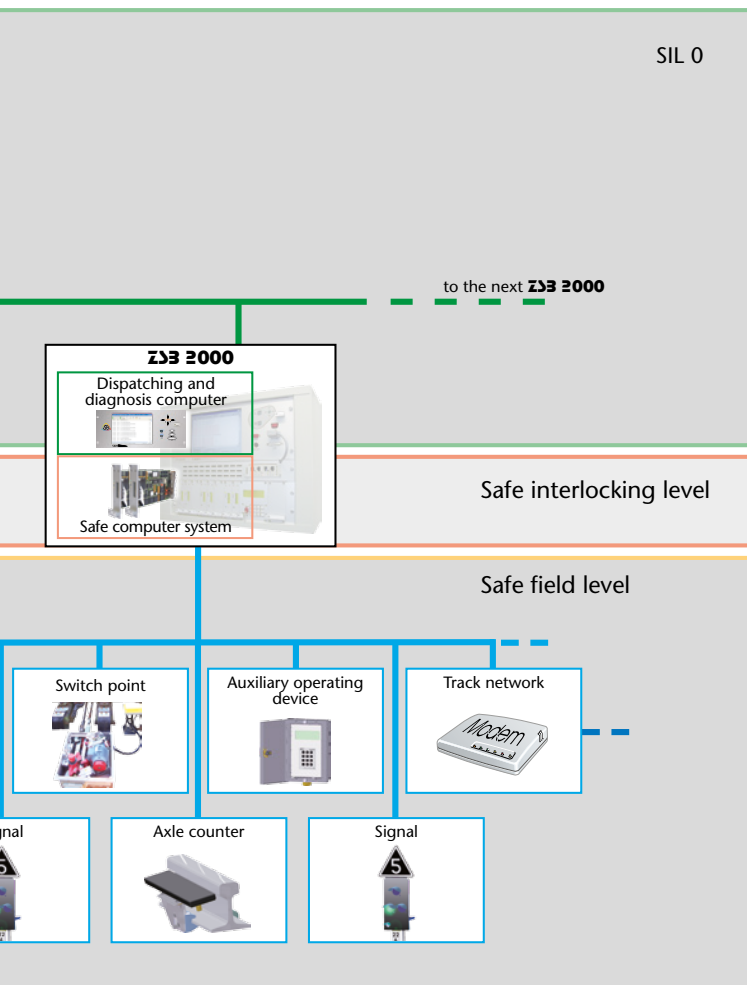 SIL 0
to the next ZSB 2000
ZSB 2000
Dispatching and
diagnosis computer
Safe computer system
Safe interlocking level
Safe field level
Switch point
Auxiliary operating
device
Track network
Modem
gnal
Axle counter
Signal
5
5